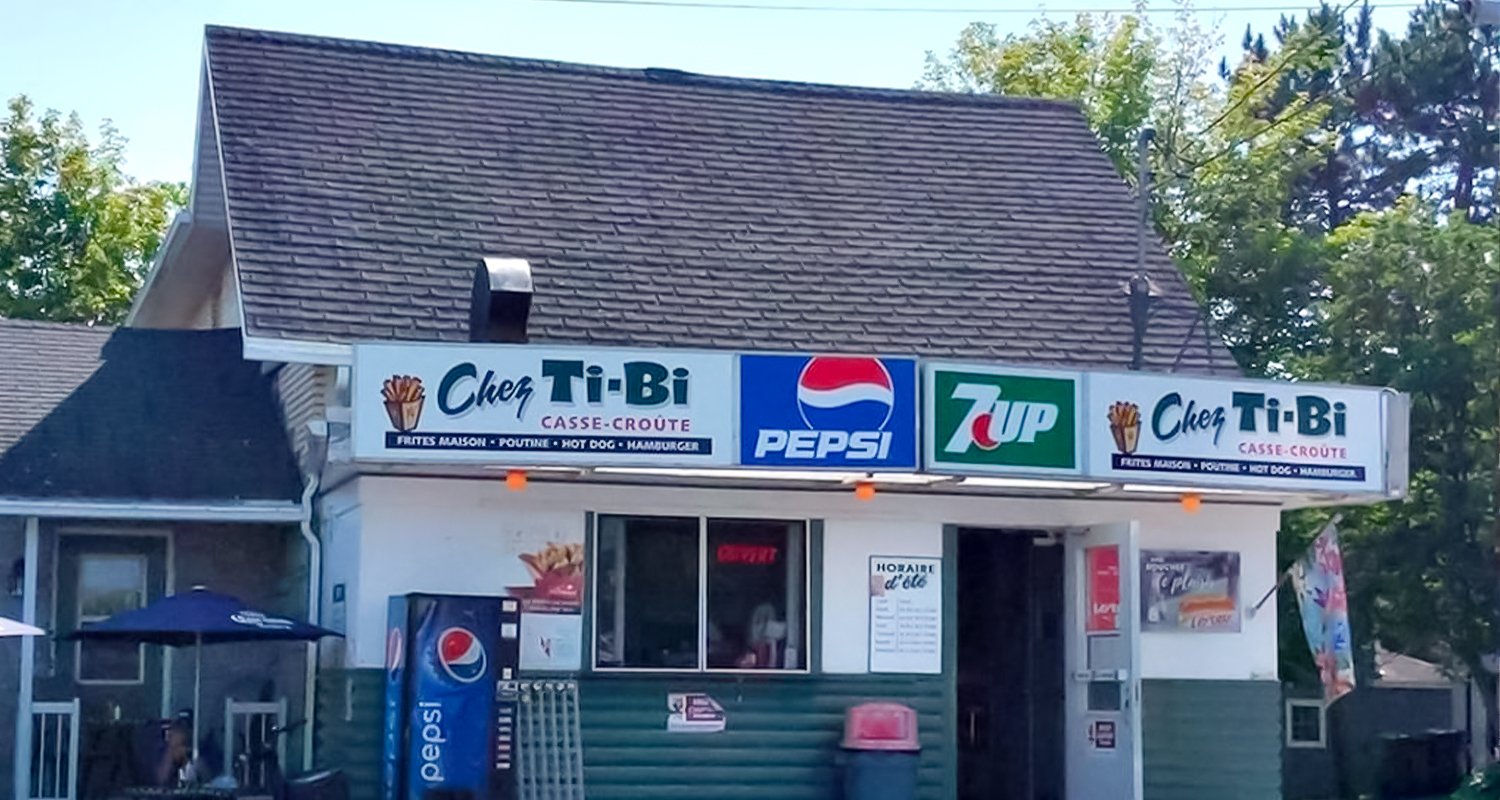 Chez Ti-Bi
CASSE-CROÛTE
FRITES MAISON • POUTINE • HOT DOG • HAMBURGER
PEPSI
7UP
Chez Ti-Bi
CASSE-CROÛTE
FRITES MAISON • POUTINE • HOT DOG • HAMBURGER
OUVERT
HORAIRE
d'été
pepsi